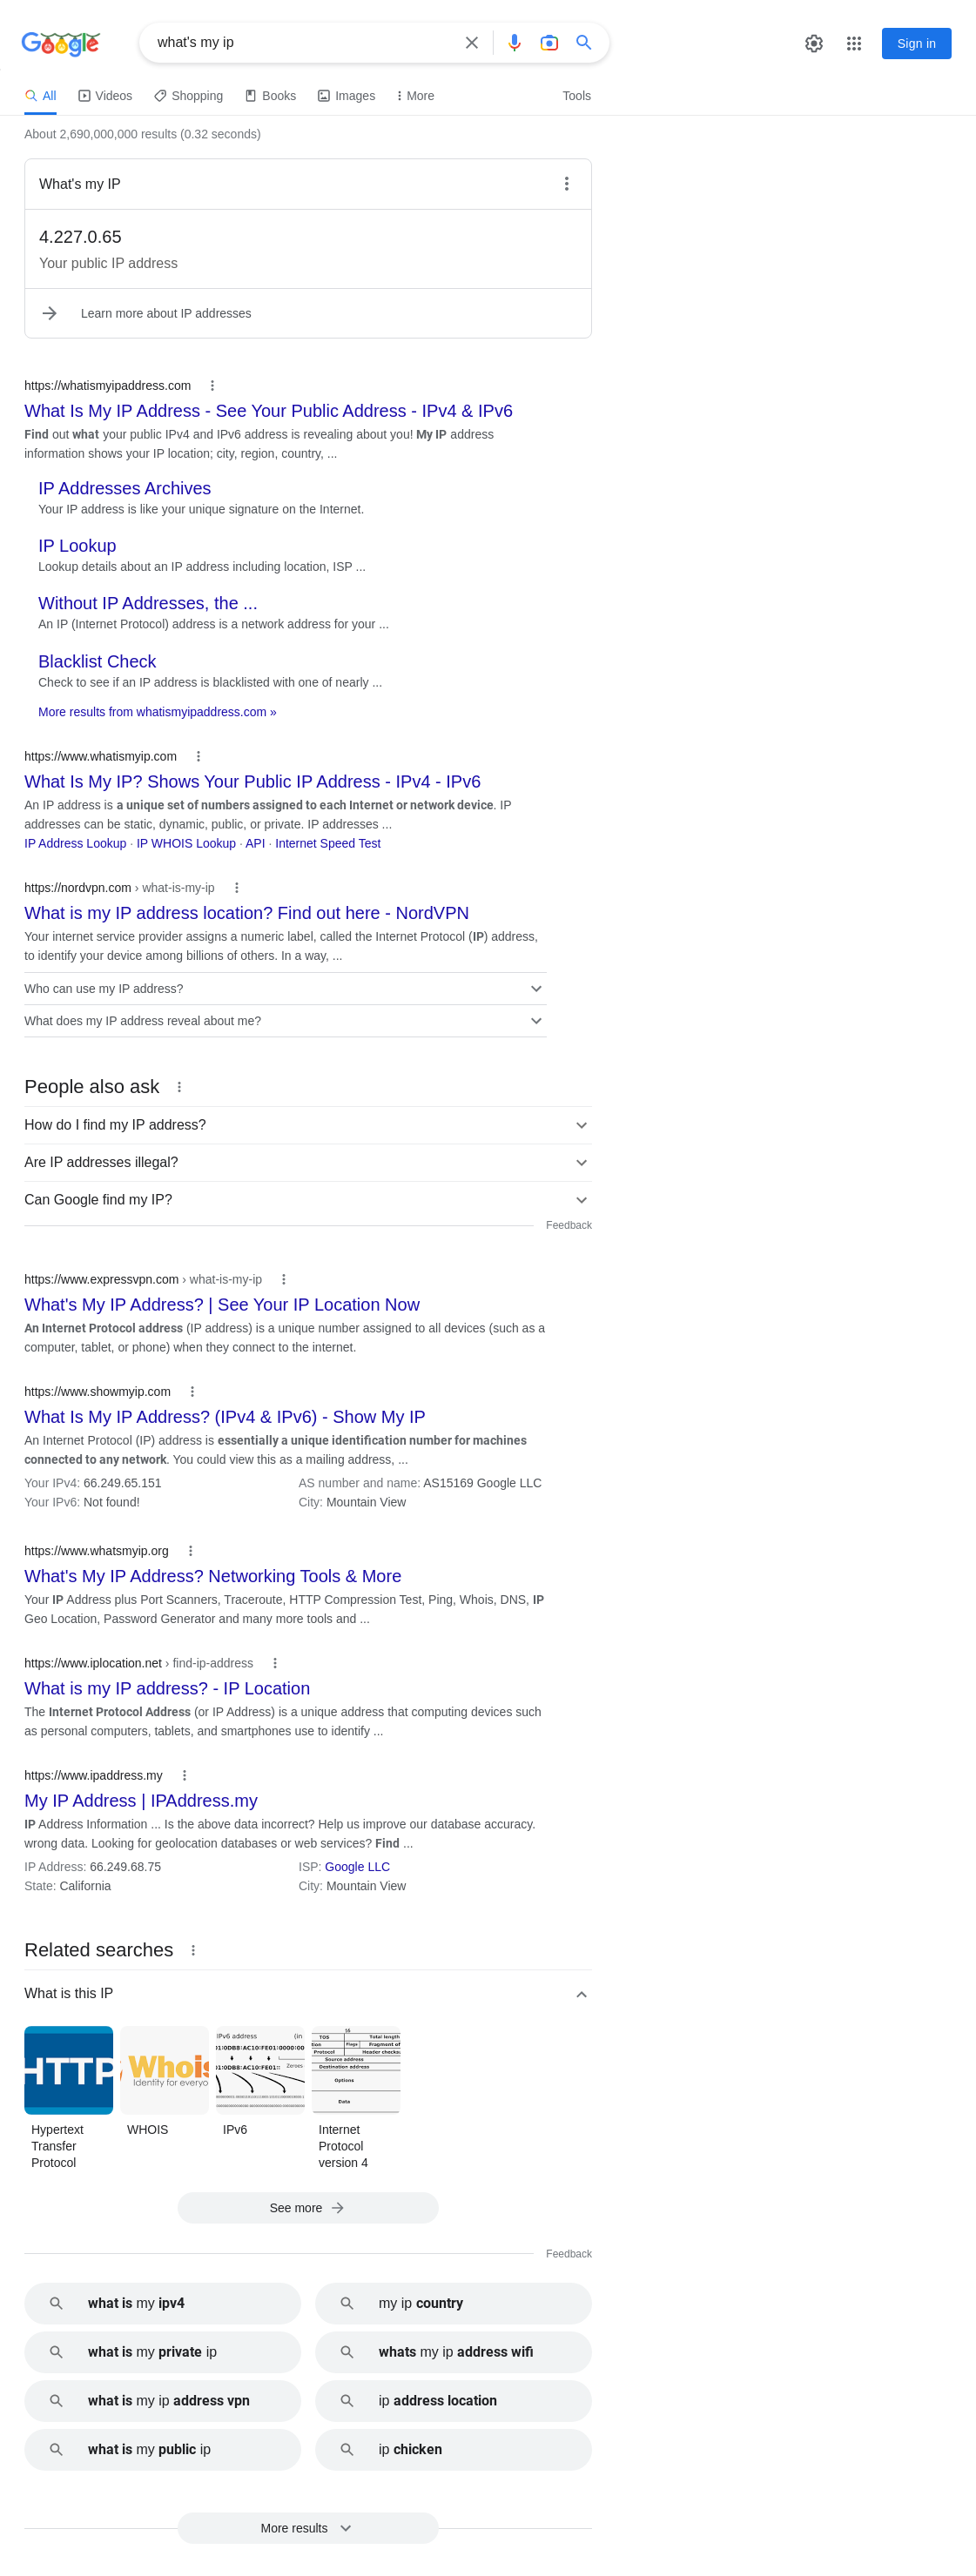 Google
what's my ip
Sign in
All
Videos
Shopping
Books
Images
More
Tools
About 2,690,000,000 results (0.32 seconds)
What's my IP
4.227.0.65
Your public IP address
Learn more about IP addresses
https://whatismyipaddress.com
What Is My IP Address - See Your Public Address - IPv4 & IPv6
Find out what your public IPv4 and IPv6 address is revealing about you! My IP address
information shows your IP location; city, region, country, ...
IP Addresses Archives
Your IP address is like your unique signature on the Internet.
IP Lookup
Lookup details about an IP address including location, ISP ...
Without IP Addresses, the ...
An IP (Internet Protocol) address is a network address for your ...
Blacklist Check
Check to see if an IP address is blacklisted with one of nearly ...
More results from whatismyipaddress.com »
https://www.whatismyip.com
What Is My IP? Shows Your Public IP Address - IPv4 - IPv6
An IP address is a unique set of numbers assigned to each Internet or network device. IP
addresses can be static, dynamic, public, or private. IP addresses ...
IP Address Lookup · IP WHOIS Lookup · API · Internet Speed Test
https://nordvpn.com › what-is-my-ip
What is my IP address location? Find out here - NordVPN
Your internet service provider assigns a numeric label, called the Internet Protocol (IP) address,
to identify your device among billions of others. In a way, ...
Who can use my IP address?
What does my IP address reveal about me?
People also ask
How do I find my IP address?
Are IP addresses illegal?
Can Google find my IP?
Feedback
https://www.expressvpn.com › what-is-my-ip
What's My IP Address? | See Your IP Location Now
An Internet Protocol address (IP address) is a unique number assigned to all devices (such as a
computer, tablet, or phone) when they connect to the internet.
https://www.showmyip.com
What Is My IP Address? (IPv4 & IPv6) - Show My IP
An Internet Protocol (IP) address is essentially a unique identification number for machines
connected to any network. You could view this as a mailing address, ...
Your IPv4: 66.249.65.151
AS number and name: AS15169 Google LLC
Your IPv6: Not found!
City: Mountain View
https://www.whatsmyip.org
What's My IP Address? Networking Tools & More
Your IP Address plus Port Scanners, Traceroute, HTTP Compression Test, Ping, Whois, DNS, IP
Geo Location, Password Generator and many more tools and ...
https://www.iplocation.net › find-ip-address
What is my IP address? - IP Location
The Internet Protocol Address (or IP Address) is a unique address that computing devices such
as personal computers, tablets, and smartphones use to identify ...
https://www.ipaddress.my
My IP Address | IPAddress.my
IP Address Information ... Is the above data incorrect? Help us improve our database accuracy.
wrong data. Looking for geolocation databases or web services? Find ...
IP Address: 66.249.68.75
ISP: Google LLC
State: California
City: Mountain View
Related searches
What is this IP
HTTP
Whois
Identity for everyo
IPv6 address (in
Zeroes
16
TOS Total length
Flags Fragment of
Protocol Header checks
Source address
Destination address
Options
Data
Hypertext
Transfer
Protocol
WHOIS
IPv6
Internet
Protocol
version 4
See more
Feedback
what is my ipv4
my ip country
what is my private ip
whats my ip address wifi
what is my ip address vpn
ip address location
what is my public ip
ip chicken
More results